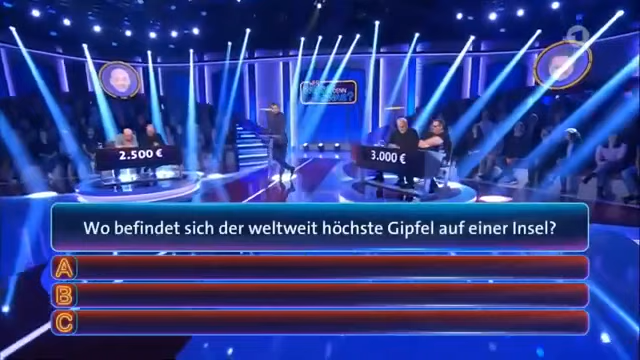 2.500 €
3.000 €
Wo befindet sich der weltweit höchste Gipfel auf einer Insel?
A
B
C